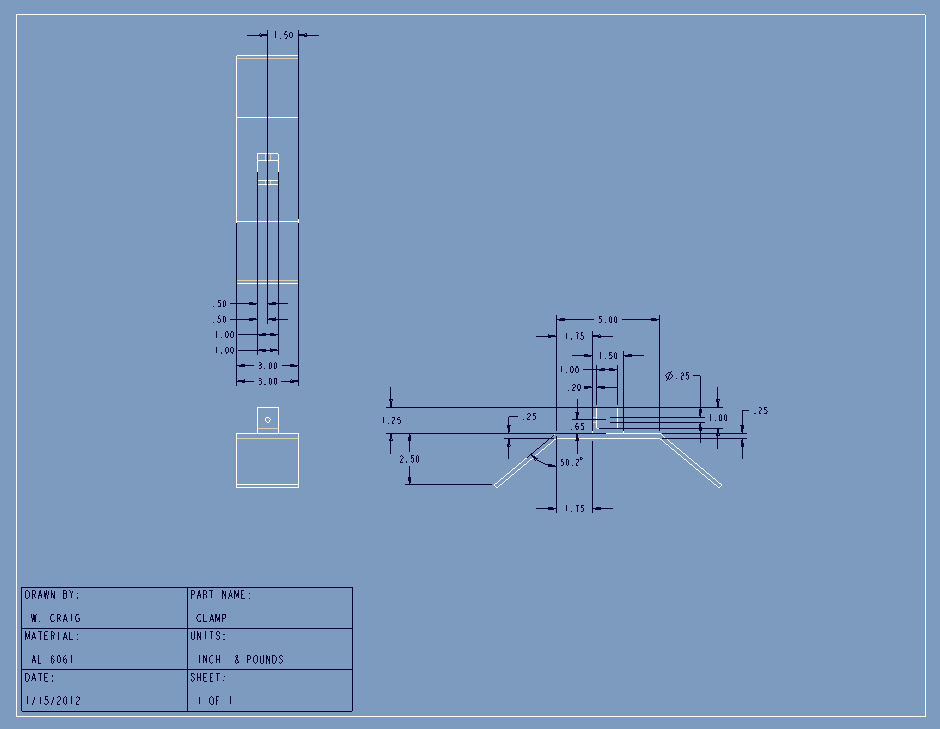 1.50
.50
.50
1.00
1.00
3.00
3.00
5.00
1.75
1.50
1.00
Ø.25
.20
.25
.25
1.25
1.00
.65
2.50
50.2°
1.75
DRAWN BY: PART NAME:
W. CRAIG CLAMP
MATERIAL: UNITS:
AL 6061 INCH & POUNDS
DATE: SHEET:
1/15/2012 1 OF 1